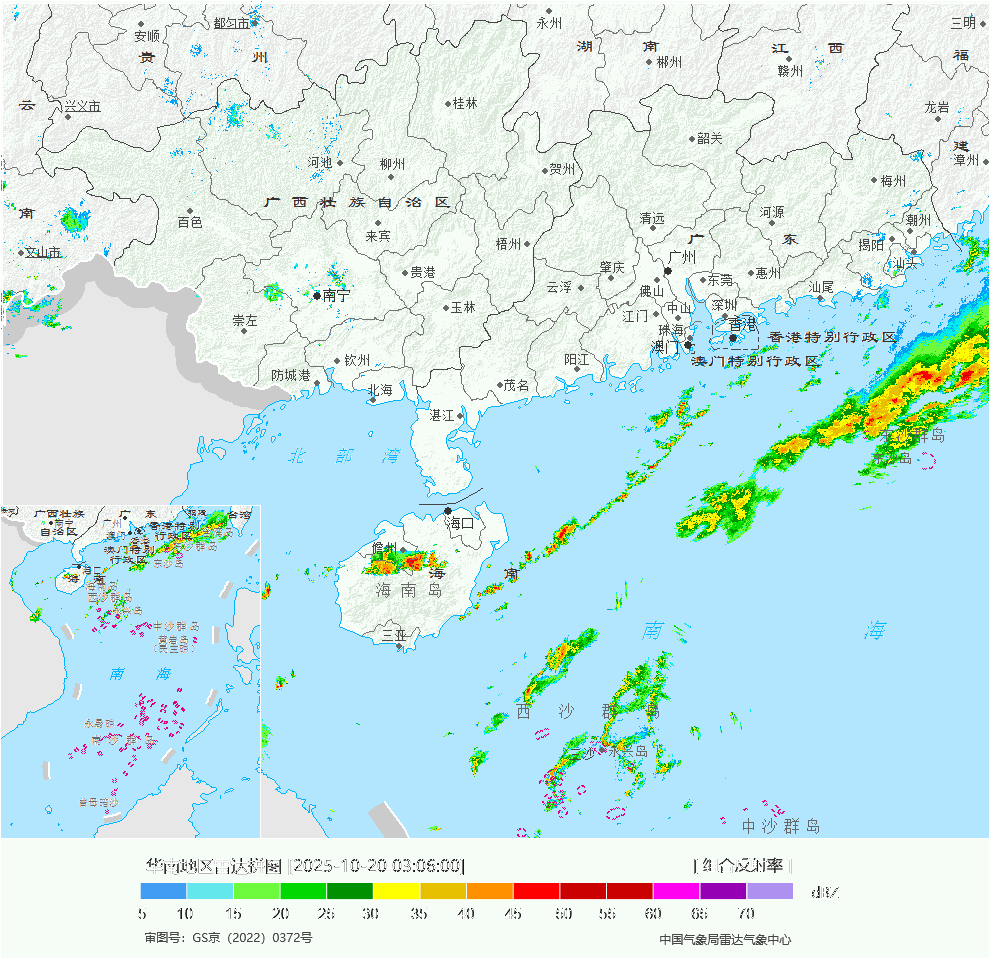 永州
三明
都匀市
安顺
贵 州
湖 南
江 西
福
郴州
赣州
云
兴义市
桂林
龙岩
韶关
建
漳州
河池
柳州
贺州
梅州
广西壮族自治区
南
百色
来宾
清远
河源
潮州
文山市
梧州
广 东
揭阳
汕头
广州
贵港
肇庆
惠州
东莞
云浮
佛山
汕尾
南宁
玉林
中山
深圳
崇左
江门
珠海
香港
香港特别行政区
澳门
澳门特别行政区
钦州
阳江
防城港
茂名
北海
湛江
东沙群岛
东沙岛
北 部 湾
海口
儋州
海 南
海 南 岛
三亚
南 海
西 沙 群 岛
永兴岛
中沙群岛
广西壮族
自治区
南宁
广 东
广州
台湾
香港特别
行政区
澳门特别
行政区
海口
海 南
中沙群岛
黄岩岛
南 海
永暑礁
南 沙 群 岛
曾母暗沙
华南地区雷达拼图 [2025-10-20 03:06:00]
[ 组合反射率 ]
dBZ
5 10 15 20 25 30 35 40 45 50 55 60 65 70
审图号：GS京（2022）0372号
中国气象局雷达气象中心